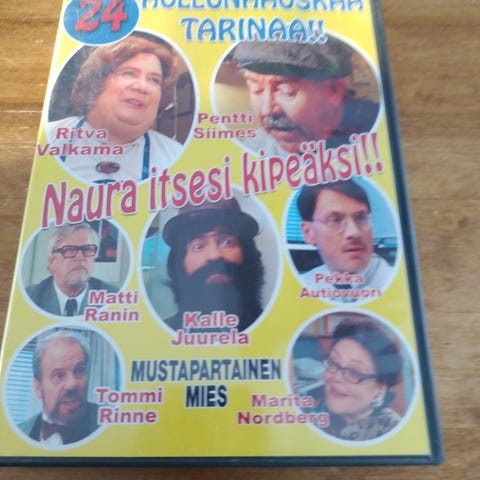 24 HULLUNHAUSKAA
TARINAA!!
Ritva
Valkama
Pentti
Siimes
Naura itsesi kipeäksi!!
Matti
Ranin
Kalle
Juurela
Pekka
Autiovuori
Tommi
Rinne
MUSTAPARTAINEN
MIES
Marita
Nordberg